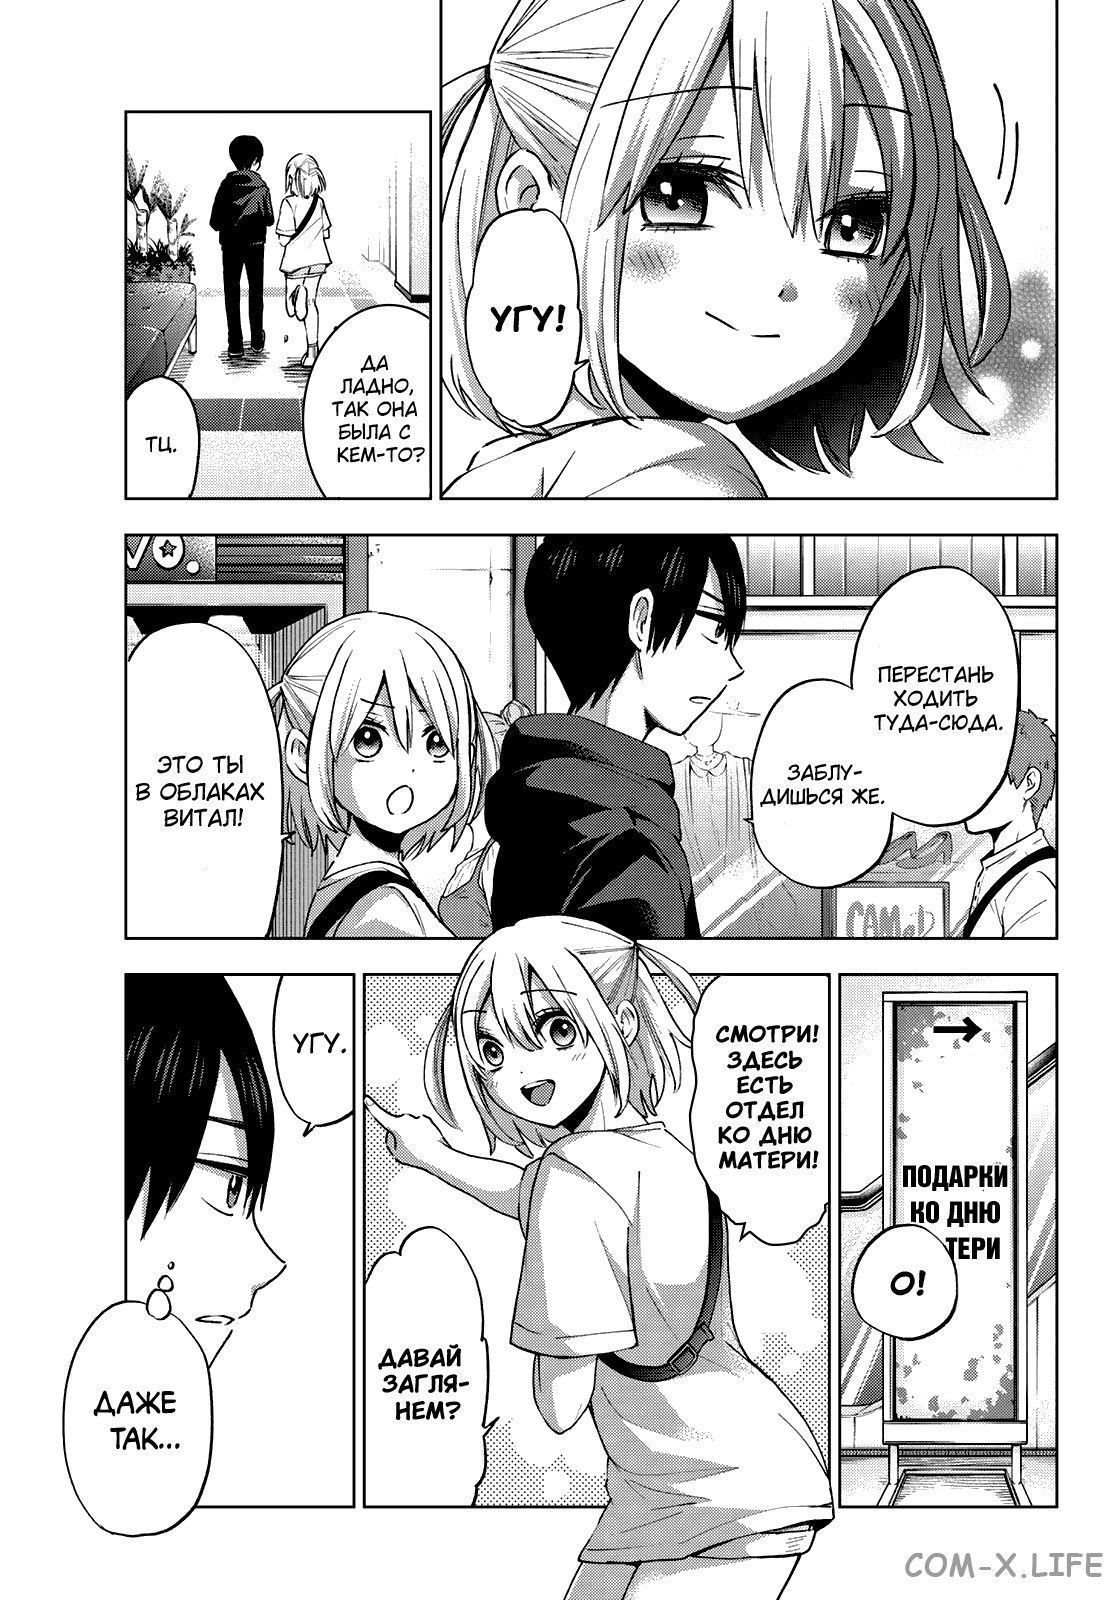 УГУ!
ДА
ЛАДНО,
ТАК ОНА
БЫЛА С
КЕМ-ТО?
ТЦ.
ПЕРЕСТАНЬ
ХОДИТЬ
ТУДА-СЮДА.
ЗАБЛУ-
ДИШЬСЯ ЖЕ.
ЭТО ТЫ
В ОБЛАКАХ
ВИТАЛ!
ПОДАРКИ
КО ДНЮ
ТЕРИ
О!
СМОТРИ!
ЗДЕСЬ
ЕСТЬ
ОТДЕЛ
КО ДНЮ
МАТЕРИ!
ДАВАЙ
ЗАГЛЯ-
НЕМ?
УГУ.
ДАЖЕ
ТАК...
COM-X.LIFE